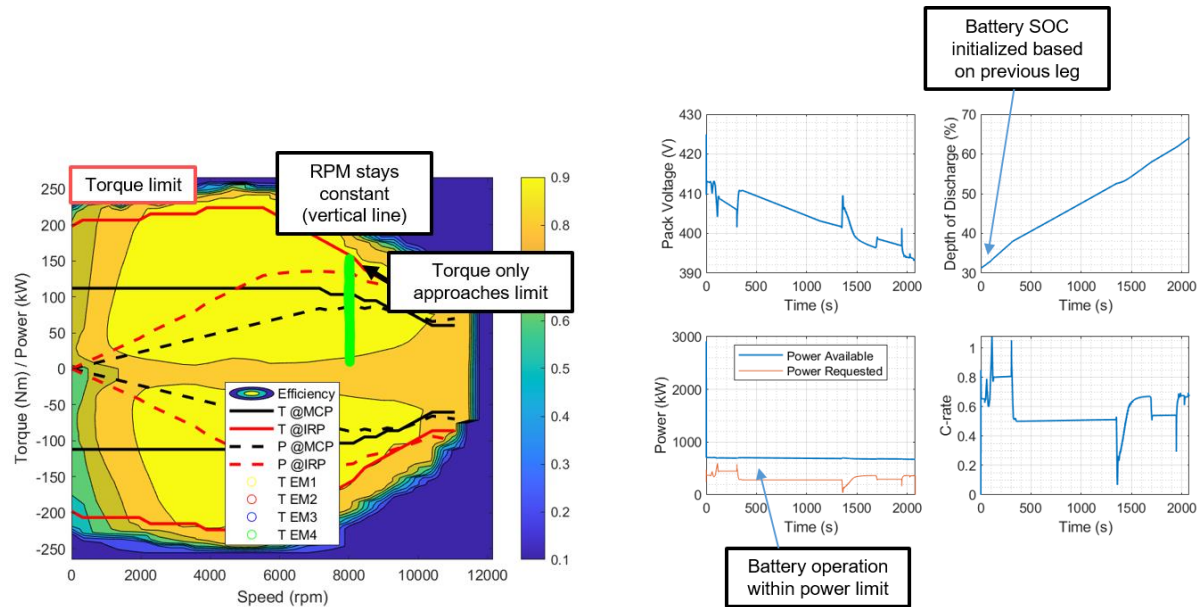 Battery SOC
initialized based
on previous leg
Torque limit
RPM stays
constant
(vertical line)
Torque only
approaches limit
250
200
150
100
50
0
-50
-100
-150
-200
-250
Torque (Nm) / Power (kW)
0 2000 4000 6000 8000 10000 12000
Speed (rpm)
Efficiency
T @MCP
T @IRP
P @MCP
P @IRP
T EM1
T EM2
T EM3
T EM4
0.9
0.8
0.6
0.5
0.4
0.3
0.2
0.1
430
420
410
400
390
Pack Voltage (V)
0 500 1000 1500 2000
Time (s)
70
60
50
40
30
Depth of Discharge (%)
0 500 1000 1500 2000
Time (s)
3000
2000
1000
0
Power (kW)
Power Available
Power Requested
0 500 1000 1500 2000
Time (s)
1
0.8
0.6
0.4
0.2
0
C-rate
0 500 1000 1500 2000
Time (s)
Battery operation
within power limit